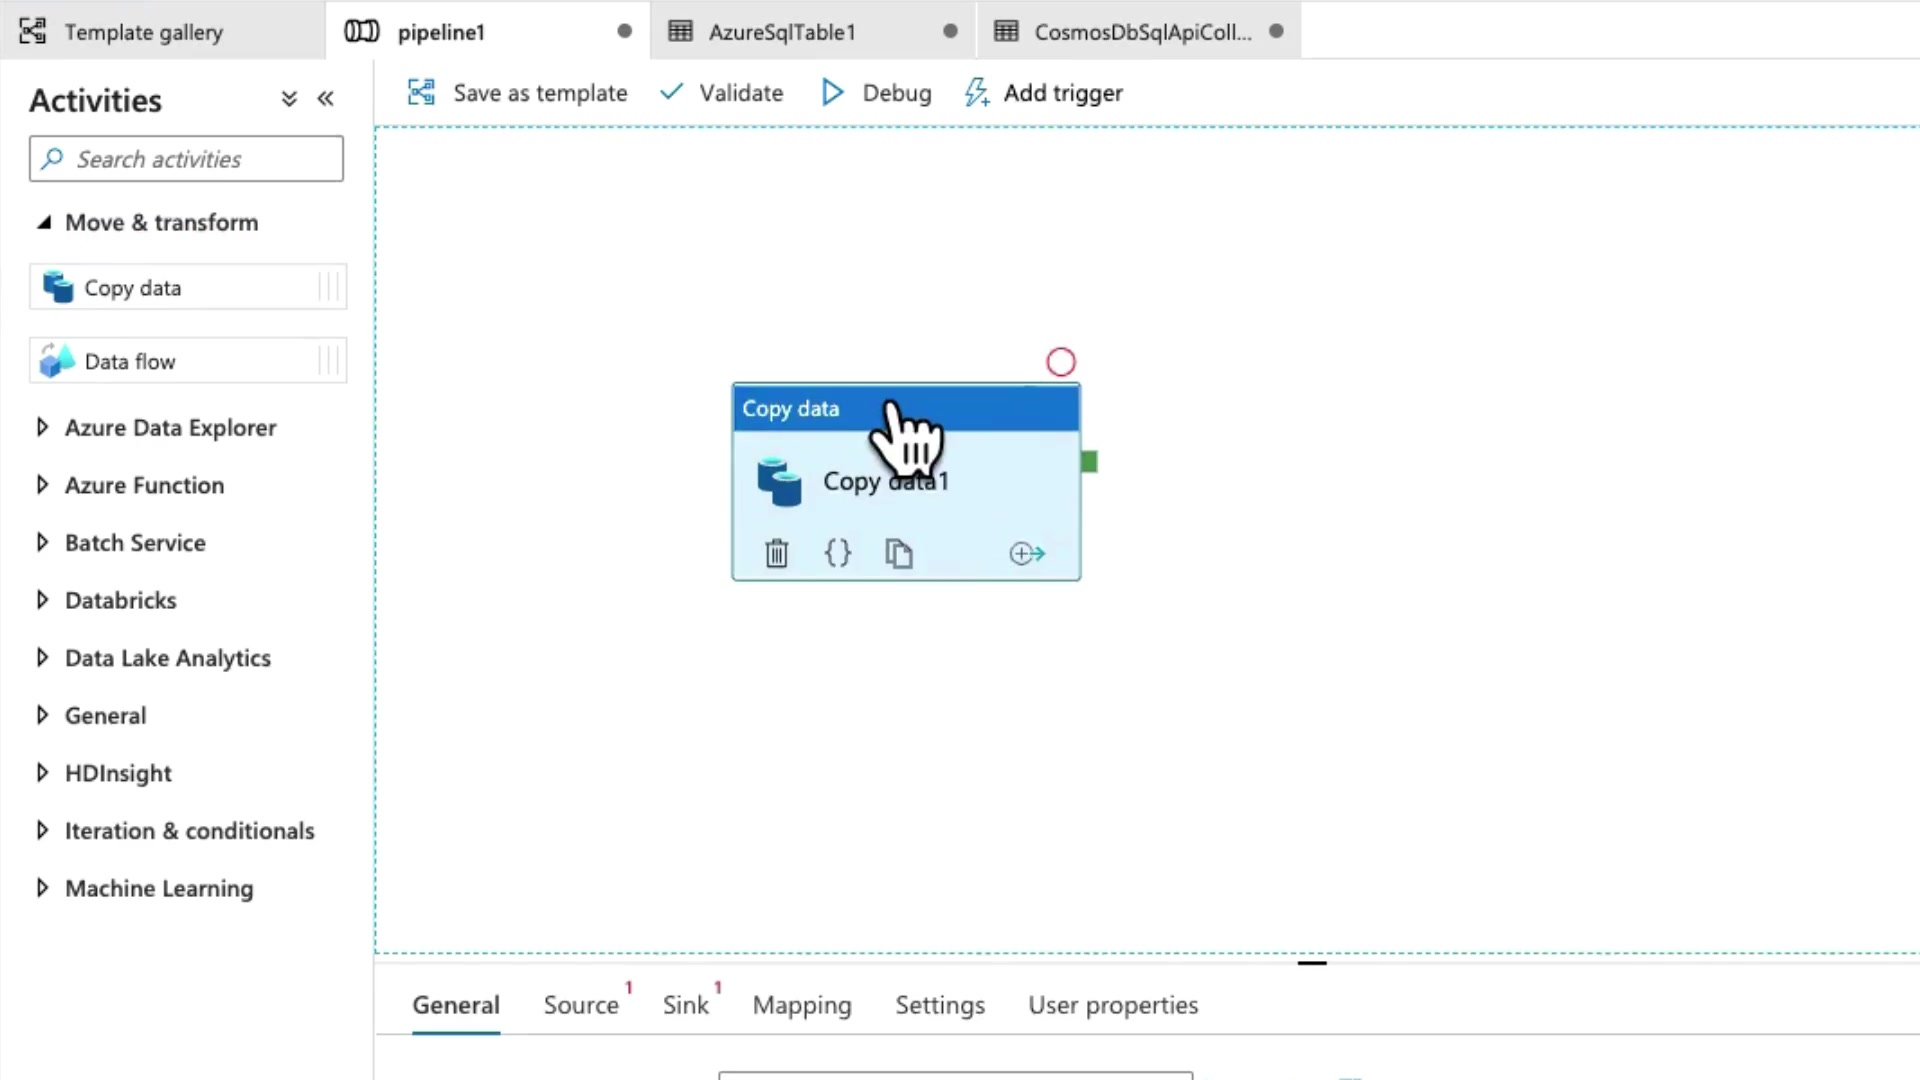 Template gallery
pipeline1
AzureSqlTable1
CosmosDbSqlApiColl...
Activities
Save as template
Validate
Debug
Add trigger
Search activities
Move & transform
Copy data
Data flow
Azure Data Explorer
Azure Function
Batch Service
Databricks
Data Lake Analytics
General
HDInsight
Iteration & conditionals
Machine Learning
Copy data
Copy data1
General
Source 1
Sink 1
Mapping
Settings
User properties